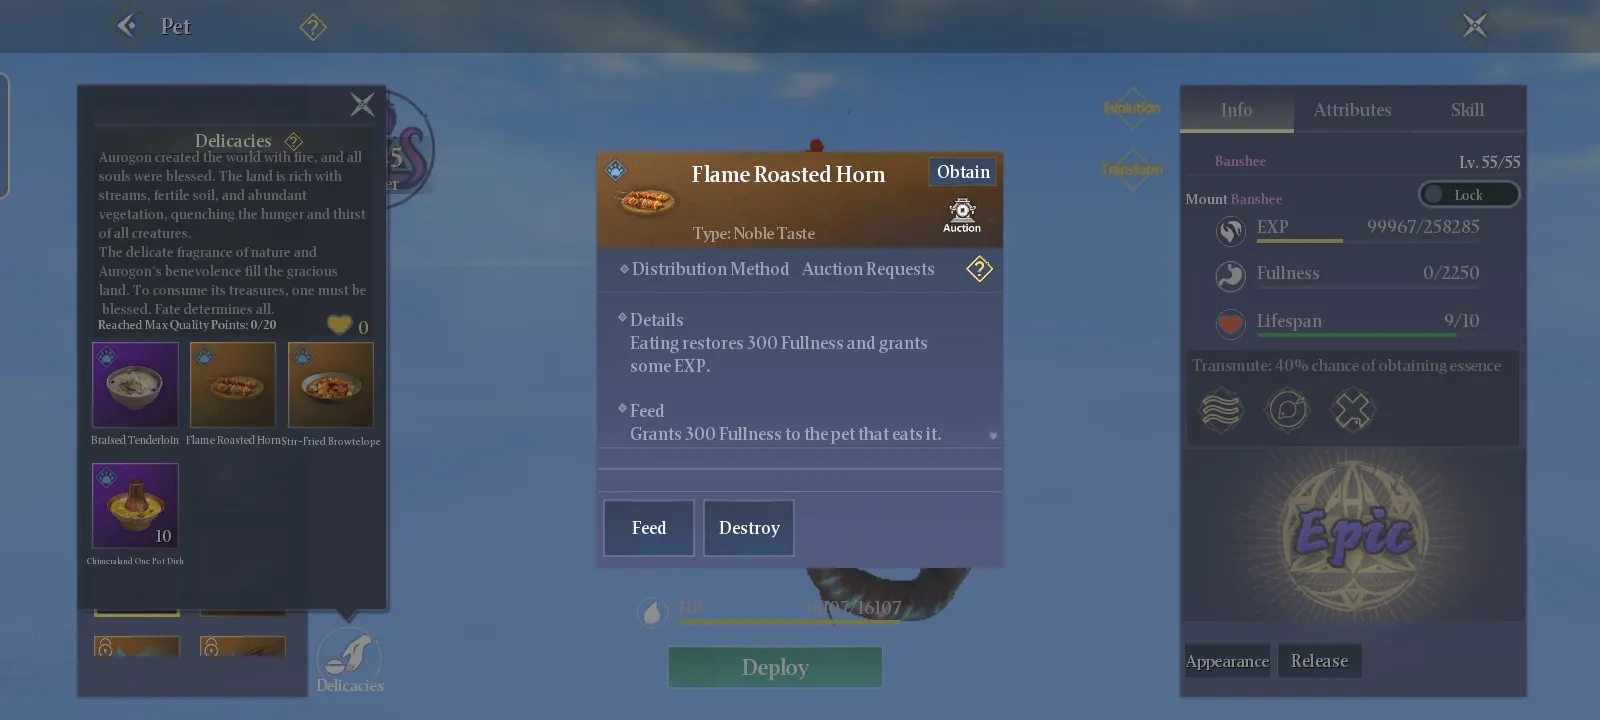 Pet
Delicacies
Aurogon created the world with fire, and all
souls were blessed. The land is rich with
streams, fertile soil, and abundant
vegetation, quenching the hunger and thirst
of all creatures.
The delicate fragrance of nature and
Aurogon's benevolence fill the gracious
land. To consume its treasures, one must be
blessed. Fate determines all.
Reached Max Quality Points: 0/20
0
Braised Tenderloin
Flame Roasted Horn
Stir-Fried Browtelope
10
Chimeraland One Pot Dish
Delicacies
Flame Roasted Horn
Obtain
Auction
Type: Noble Taste
Distribution Method Auction Requests
Details
Eating restores 300 Fullness and grants
some EXP.
Feed
Grants 300 Fullness to the pet that eats it.
Feed
Destroy
HP 16107/16107
Deploy
Evolution
Transform
Info
Attributes
Skill
Banshee
Lv. 55/55
Mount Banshee
Lock
EXP 99967/258285
Fullness 0/2250
Lifespan 9/10
Transmute: 40% chance of obtaining essence
Epic
Appearance
Release